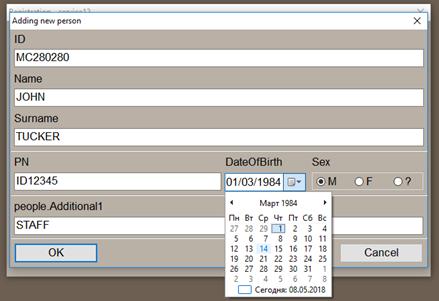 Registration - service12
Adding new person
ID
MC280280
Name
JOHN
Surname
TUCKER
PN DateOfBirth Sex
ID12345 01/03/1984 M F ?
people.Additional1
STAFF
Март 1984
Пн Вт Ср Чт Пт Сб Вс
27 28 29 1 2 3 4
5 6 7 8 9 10 11
12 13 14 15 16 17 18
19 20 21 22 23 24 25
26 27 28 29 30 31 1
2 3 4 5 6 7 8
Сегодня: 08.05.2018
OK Cancel